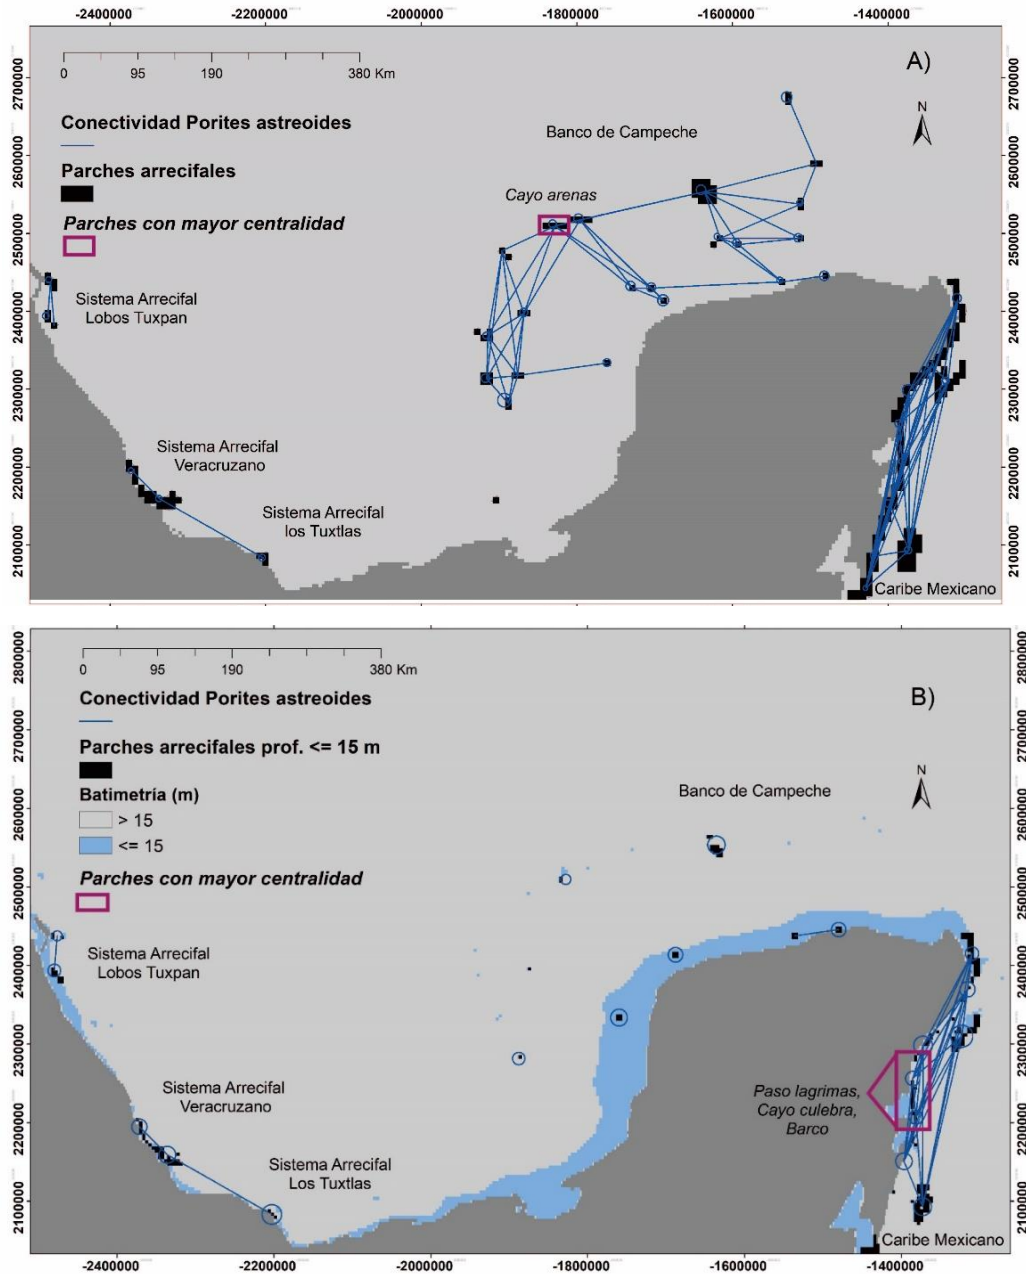 -2400000 -2200000 -2000000 -1800000 -1600000 -1400000
A)
0 95 190 380 Km
N
Conectividad Porites astreoides
Banco de Campeche
Parches arrecifales
Cayo arenas
Parches con mayor centralidad
Sistema Arrecifal
Lobos Tuxpan
Sistema Arrecifal
Veracruzano
Sistema Arrecifal
los Tuxtlas
Caribe Mexicano
2700000
2600000
2500000
2400000
2300000
2200000
2100000
2700000
2600000
2500000
2400000
2300000
2200000
2100000
0 95 190 380 Km
B)
Conectividad Porites astreoides
N
Parches arrecifales prof. <= 15 m
Batimetría (m)
> 15
<= 15
Banco de Campeche
Parches con mayor centralidad
Sistema Arrecifal
Lobos Tuxpan
Sistema Arrecifal
Veracruzano
Paso lagrimas,
Cayo culebra,
Barco
Sistema Arrecifal
Los Tuxtlas
Caribe Mexicano
2800000
2700000
2600000
2500000
2400000
2300000
2200000
2100000
2800000
2700000
2600000
2500000
2400000
2300000
2200000
2100000
-2400000 -2200000 -2000000 -1800000 -1600000 -1400000